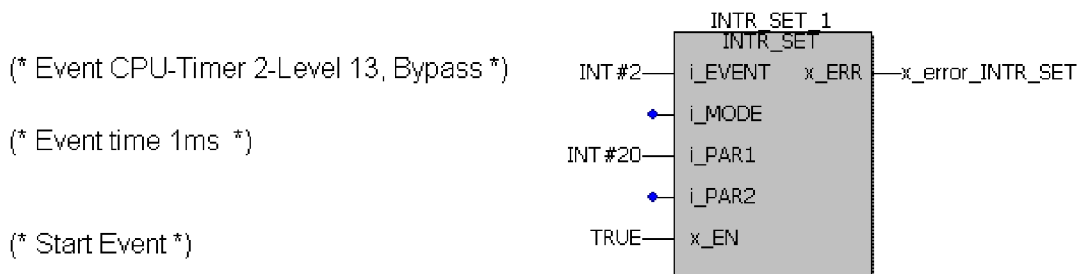 INTR_SET_1
INTR_SET
(* Event CPU-Timer 2-Level 13, Bypass *) INT#2 i_EVENT x_ERR x_error_INTR_SET
i_MODE
(* Event time 1ms *) INT#20 i_PAR1
i_PAR2
(* Start Event *) TRUE x_EN